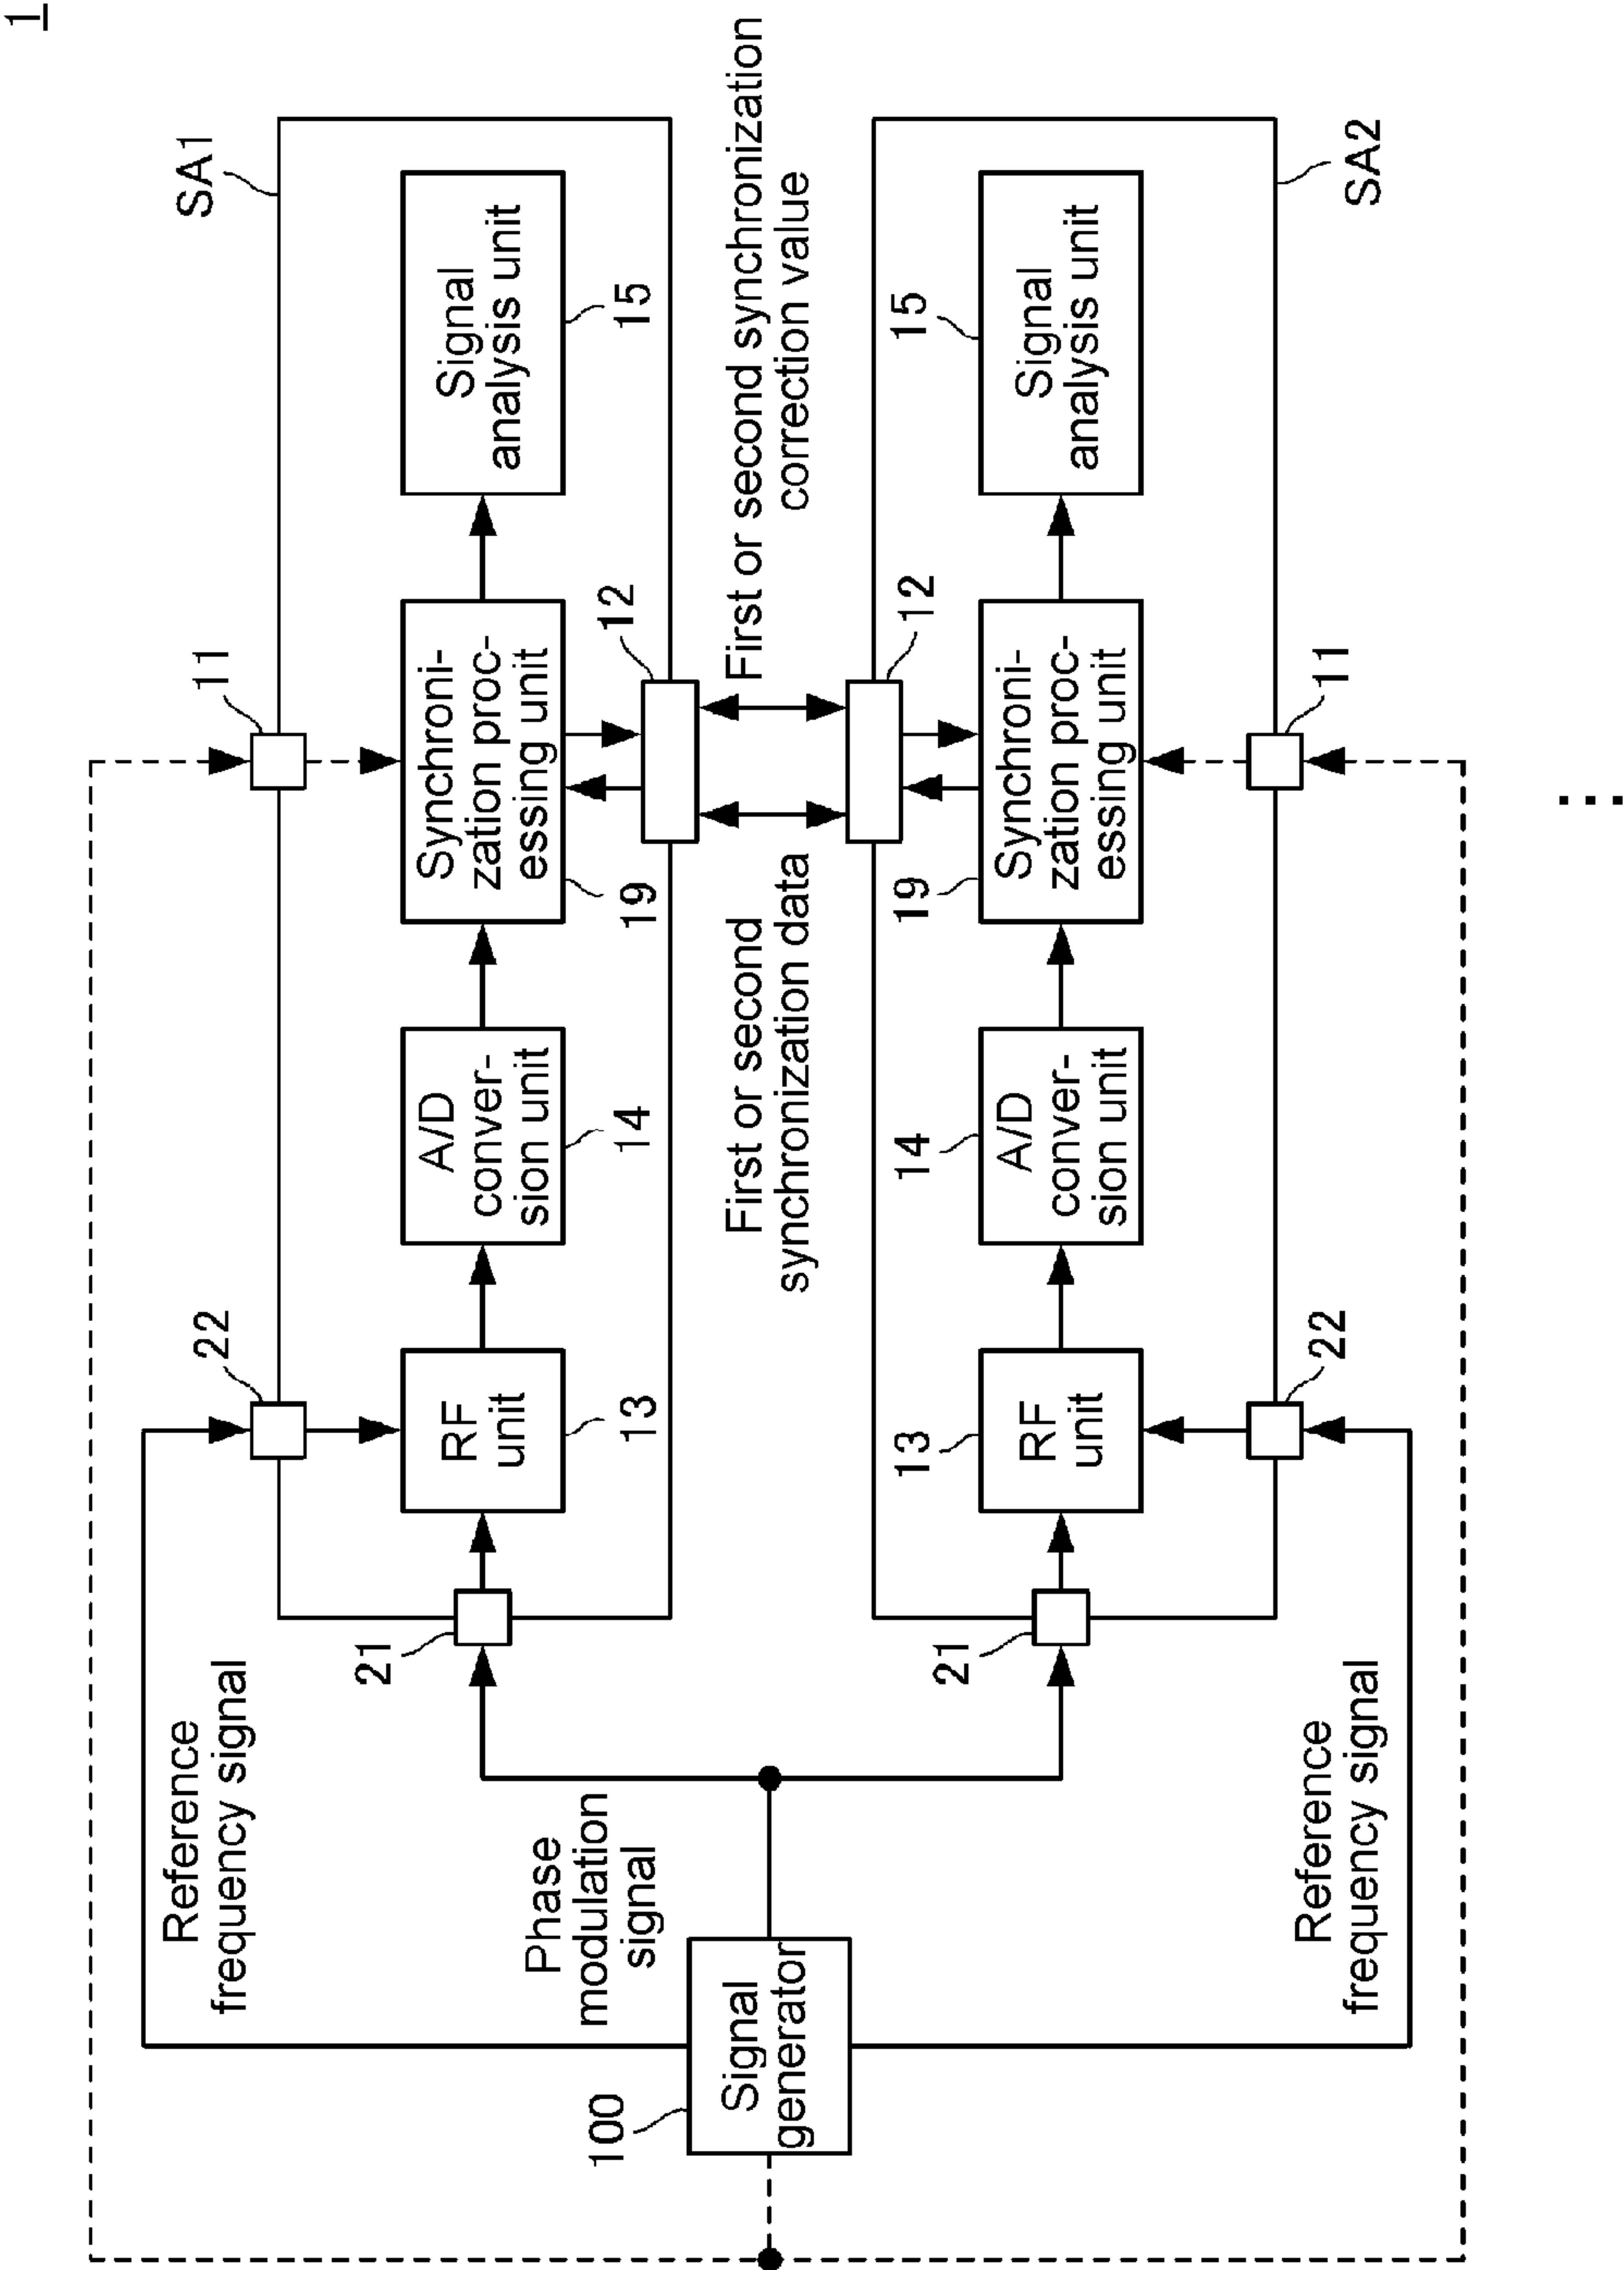 1
SA1
11
22
Reference
frequency signal
21
RF
unit
13
A/D
conver-
sion unit
14
Synchroni-
zation proc-
essing unit
19
12
Signal
analysis unit
15
100
Signal
generator
Phase
modulation
signal
First or second
synchronization data
First or second synchronization
correction value
12
21
13
RF
unit
14
A/D
conver-
sion unit
19
Synchroni-
zation proc-
essing unit
15
Signal
analysis unit
Reference
frequency signal
22
11
SA2
...